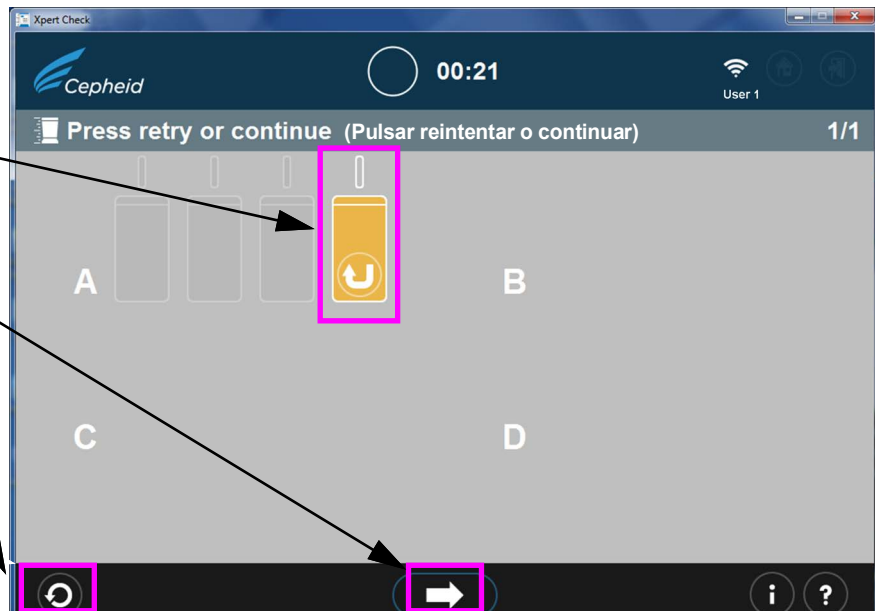 Xpert Check
Cepheid
00:21
User 1
Press retry or continue (Pulsar reintentar o continuar) 1/1
A B
C D
i ?